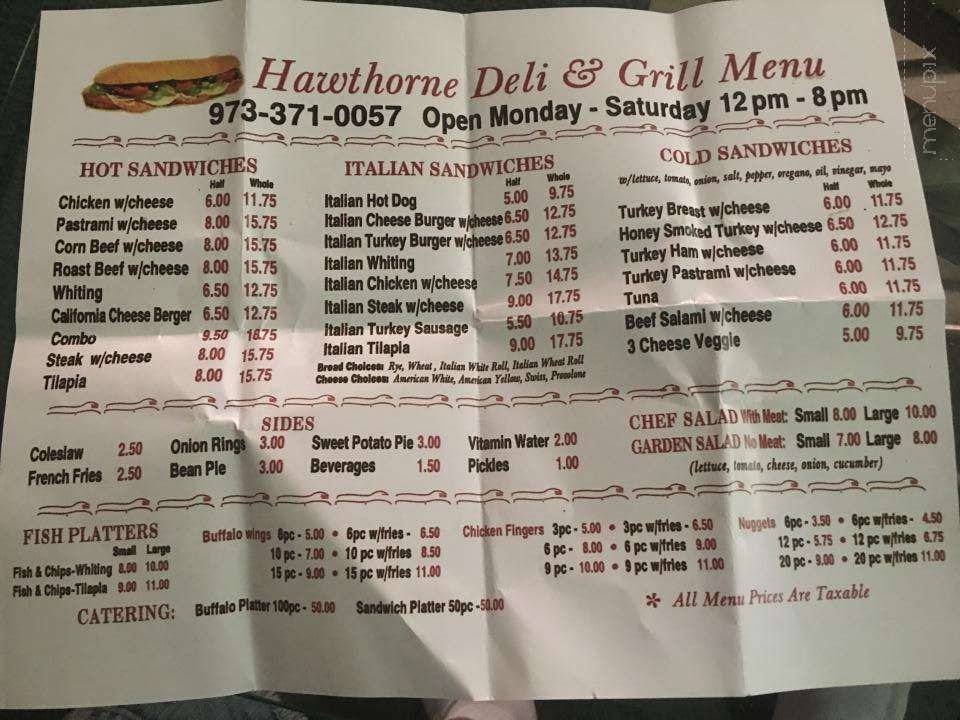 Hawthorne Deli & Grill Menu
973-371-0057 Open Monday - Saturday 12pm - 8pm
HOT SANDWICHES
Half Whole
Chicken w/cheese 6.00 11.75
Pastrami w/cheese 8.00 15.75
Corn Beef w/cheese 8.00 15.75
Roast Beef w/cheese 8.00 15.75
Whiting 6.50 12.75
California Cheese Berger 6.50 12.75
Combo 9.50 18.75
Steak w/cheese 8.00 15.75
Tilapia 8.00 15.75
ITALIAN SANDWICHES
Half Whole
Italian Hot Dog 5.00 9.75
Italian Cheese Burger w/cheese 6.50 12.75
Italian Turkey Burger w/cheese 6.50 12.75
Italian Whiting 7.00 13.75
Italian Chicken w/cheese 7.50 14.75
Italian Steak w/cheese 9.00 17.75
Italian Turkey Sausage 5.50 10.75
Italian Tilapia 9.00 17.75
Bread Choices: Rye, Wheat, Italian White Roll, Italian Wheat Roll
Cheese Choices: American White, American Yellow, Swiss, Provolone
COLD SANDWICHES
w/lettuce, tomato, onion, salt, pepper, oregano, oil, vinegar, mayo
Half Whole
Turkey Breast w/cheese 6.00 11.75
Honey Smoked Turkey w/cheese 6.50 12.75
Turkey Ham w/cheese 6.00 11.75
Turkey Pastrami w/cheese 6.00 11.75
Tuna 6.00 11.75
Beef Salami w/cheese 6.00 11.75
3 Cheese Veggie 5.00 9.75
SIDES
Coleslaw 2.50 Onion Rings 3.00 Sweet Potato Pie 3.00 Vitamin Water 2.00
French Fries 2.50 Bean Pie 3.00 Beverages 1.50 Pickles 1.00
CHEF SALAD With Meat: Small 8.00 Large 10.00
GARDEN SALAD No Meat: Small 7.00 Large 8.00
(lettuce, tomato, cheese, onion, cucumber)
FISH PLATTERS
Small Large
Fish & Chips-Whiting 8.00 10.00
Fish & Chips-Tilapia 9.00 11.00
Buffalo wings 6pc - 5.00 • 6pc w/fries - 6.50
10 pc - 7.00 • 10 pc w/fries 8.50
15 pc - 9.00 • 15 pc w/fries 11.00
Chicken Fingers 3pc - 5.00 • 3pc w/fries - 6.50
6 pc - 8.00 • 6 pc w/fries 9.00
9 pc - 10.00 • 9 pc w/fries 11.00
Nuggets 6pc - 3.50 • 6pc w/fries - 4.50
12 pc - 5.75 • 12 pc w/fries 6.75
20 pc - 9.00 • 20 pc w/fries 11.00
CATERING: Buffalo Platter 100pc - 50.00 Sandwich Platter 50pc -50.00
* All Menu Prices Are Taxable
menupix